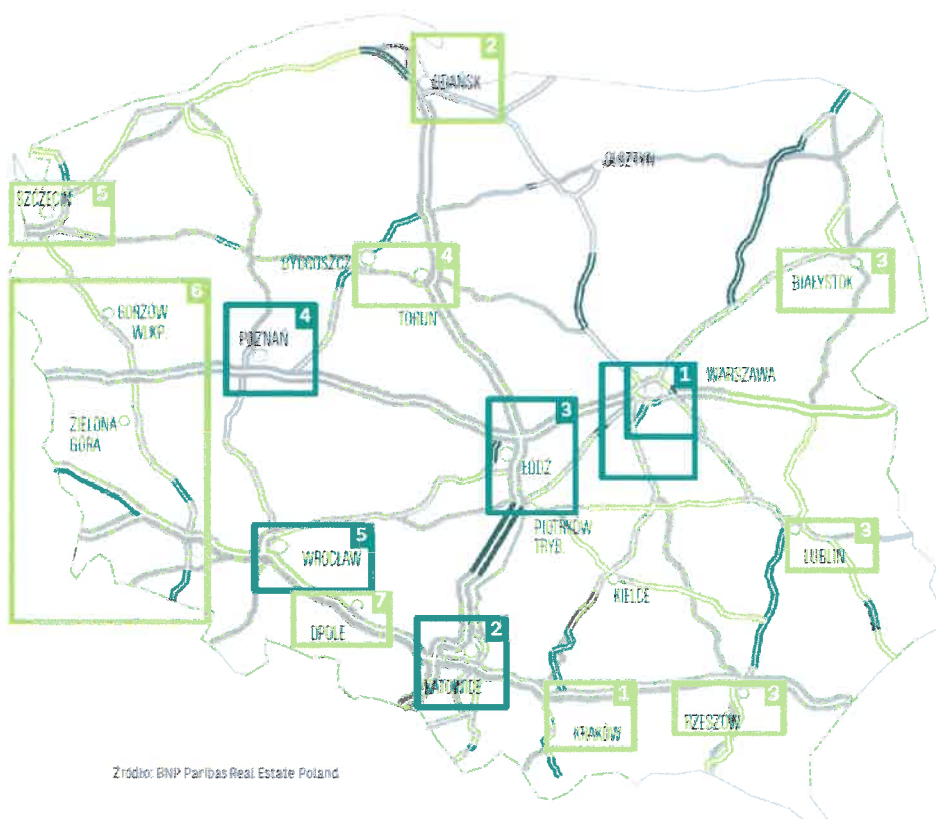 2
GDAŃSK
OLSZTYN
SZCZECIN
5
BYDGOSZCZ
4
TORUŃ
3
BIAŁYSTOK
6
GORZÓW
WLKP.
4
POZNAŃ
1
WARSZAWA
ZIELONA
GÓRA
3
ŁÓDŹ
PIOTRKÓW
TRYB.
5
WROCŁAW
3
LUBLIN
KIELCE
7
OPOLE
2
KATOWICE
1
KRAKÓW
3
RZESZÓW
Źródło: BNP Paribas Real Estate Poland